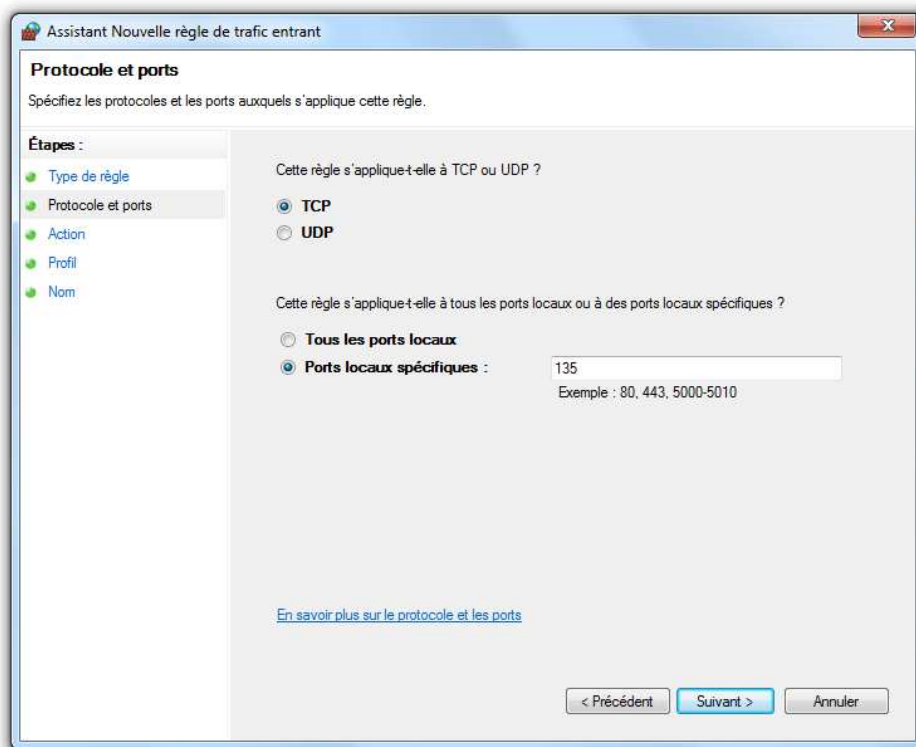 Assistant Nouvelle règle de trafic entrant
Protocole et ports
Spécifiez les protocoles et les ports auxquels s'applique cette règle.
Étapes :
Type de règle
Protocole et ports
Action
Profil
Nom
Cette règle s'applique-t-elle à TCP ou UDP ?
TCP
UDP
Cette règle s'applique-t-elle à tous les ports locaux ou à des ports locaux spécifiques ?
Tous les ports locaux
Ports locaux spécifiques : 135
Exemple : 80, 443, 5000-5010
En savoir plus sur le protocole et les ports
< Précédent Suivant > Annuler